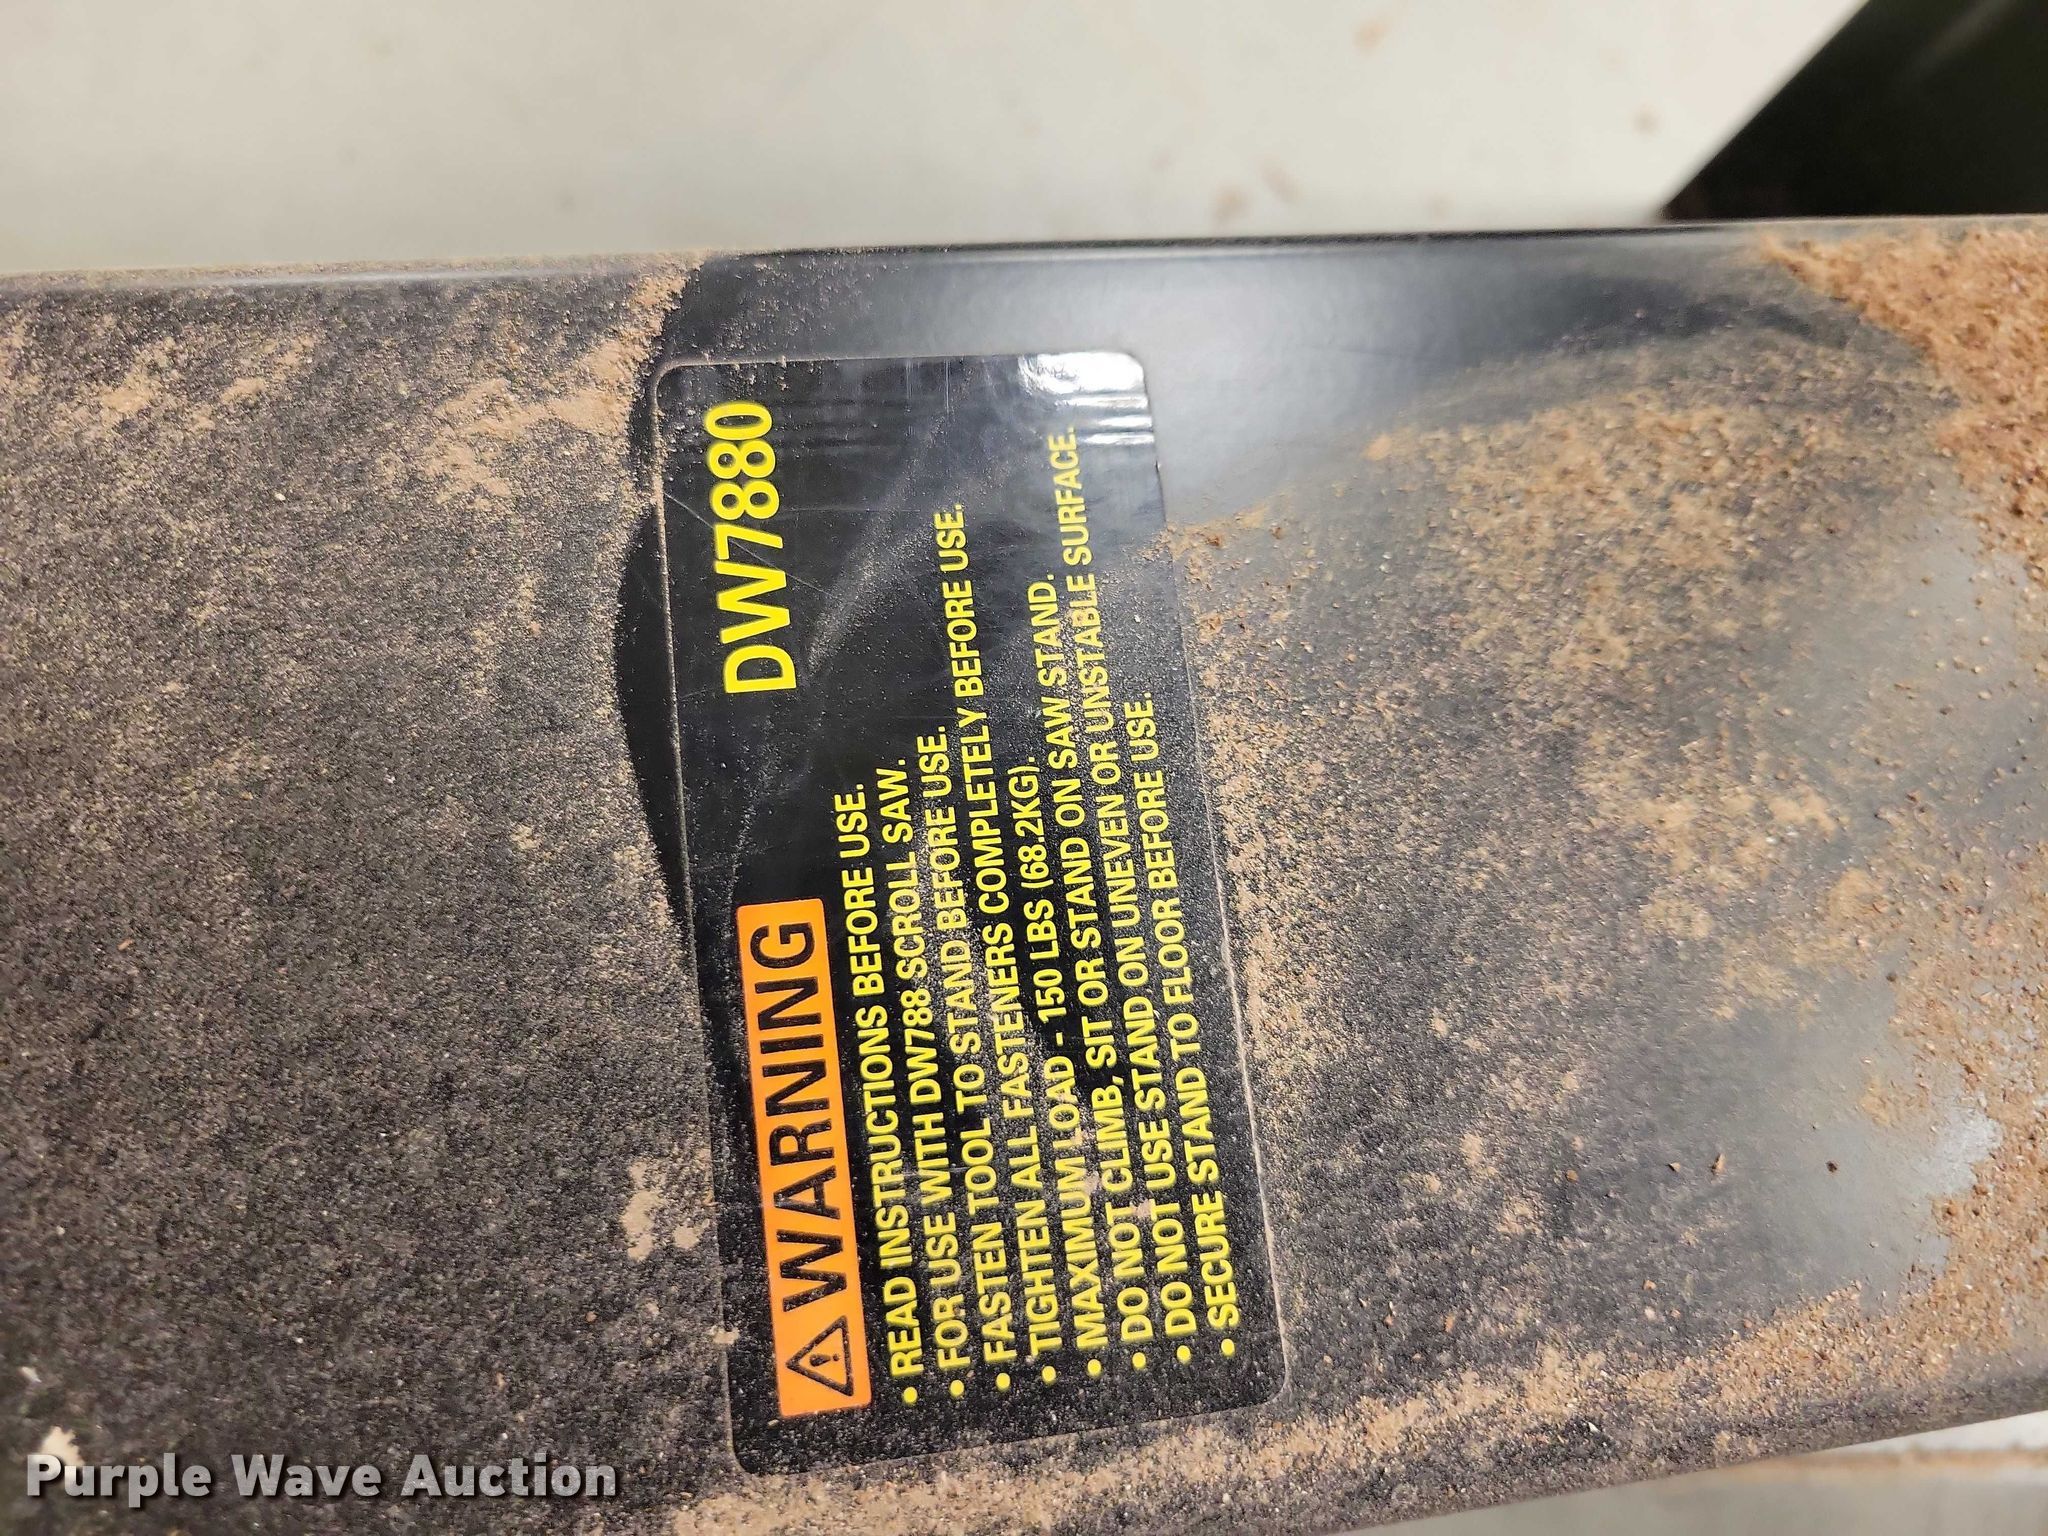 DW7880
WARNING
• READ INSTRUCTIONS BEFORE USE.
• FOR USE WITH DW788 SCROLL SAW.
• FASTEN TOOL TO STAND BEFORE USE.
• TIGHTEN ALL FASTENERS COMPLETELY BEFORE USE.
• MAXIMUM LOAD - 150 LBS (68.2KG).
• DO NOT CLIMB, SIT OR STAND ON SAW STAND.
• DO NOT USE STAND ON UNEVEN OR UNSTABLE SURFACE.
• SECURE STAND TO FLOOR BEFORE USE.
Purple Wave Auction